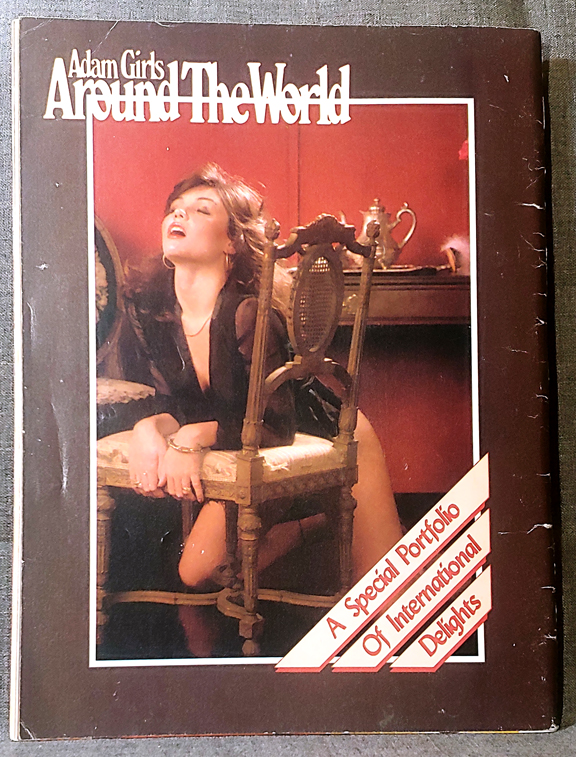 Adam Girls
Around The World
A Special Portfolio
Of International
Delights